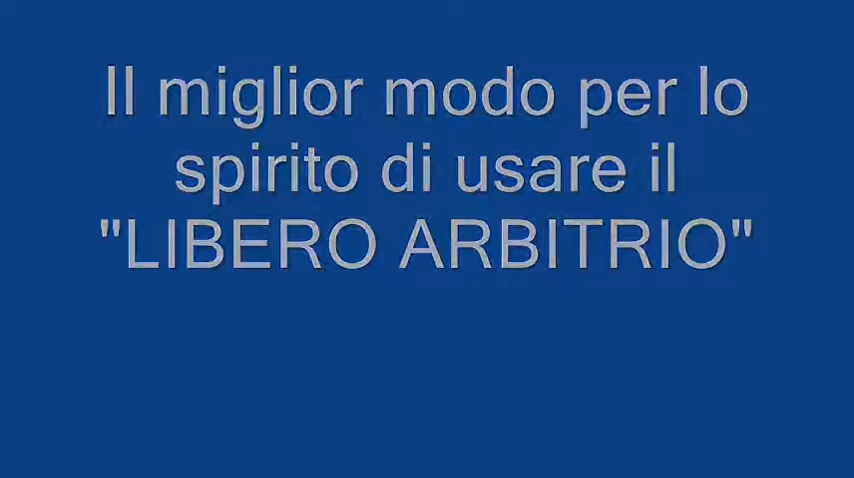 Il miglior modo per lo
spirito di usare il
"LIBERO ARBITRIO"